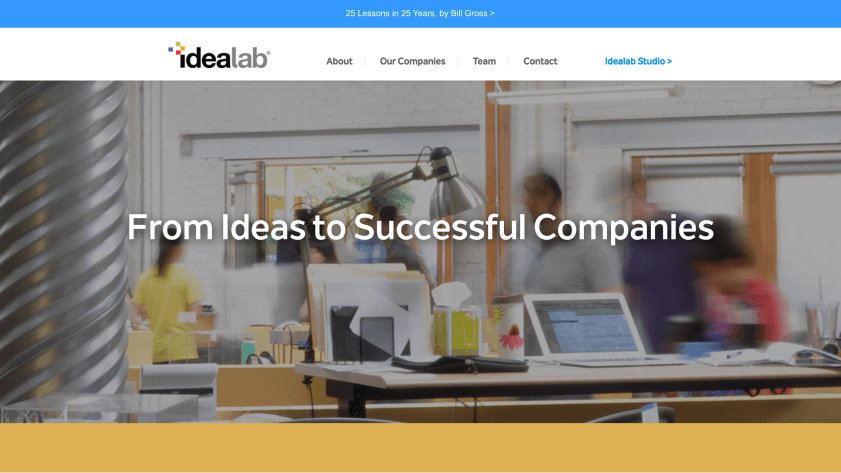 25 Lessons in 25 Years, by Bill Gross >
idealab®
About
Our Companies
Team
Contact
Idealab Studio >
From Ideas to Successful Companies